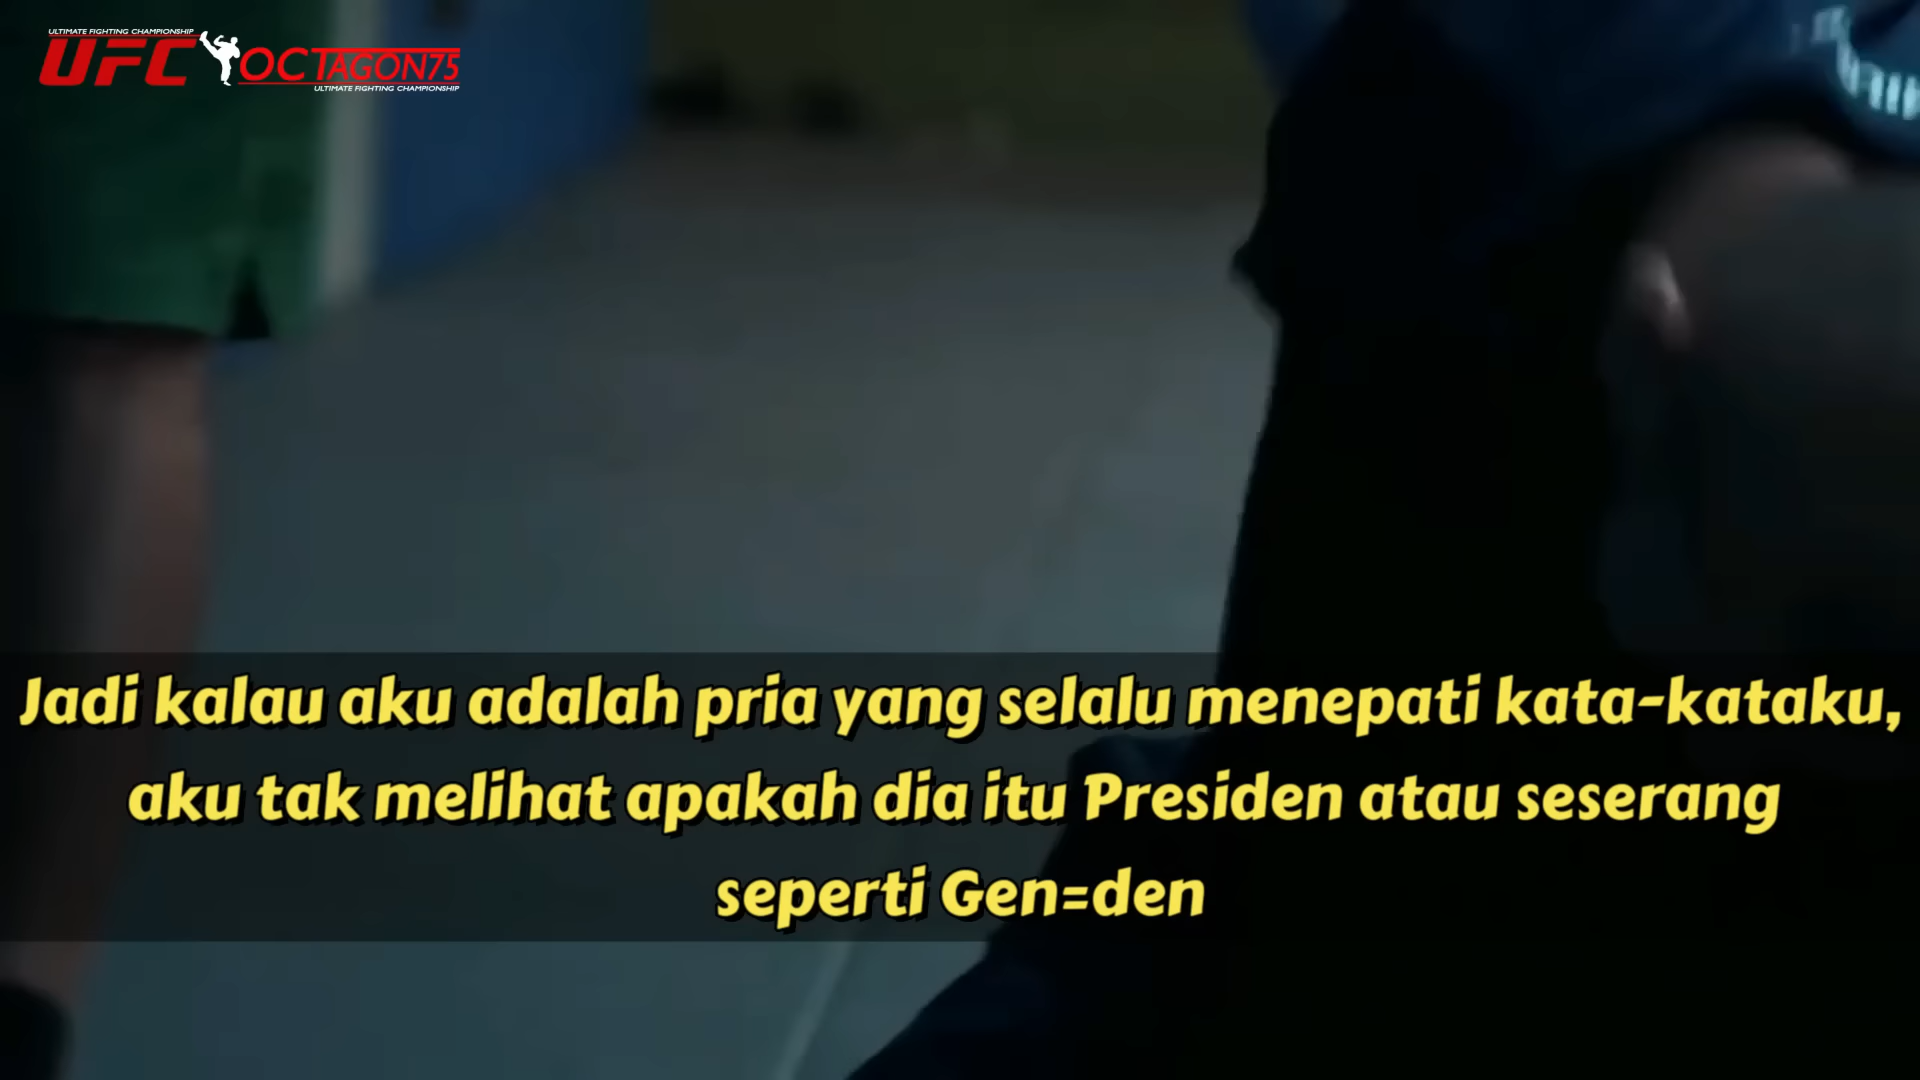 ULTIMATE FIGHTING CHAMPIONSHIP
UFC OCTAGON75
ULTIMATE FIGHTING CHAMPIONSHIP
Jadi kalau aku adalah pria yang selalu menepati kata-kataku,
aku tak melihat apakah dia itu Presiden atau seserang
seperti Gen=den